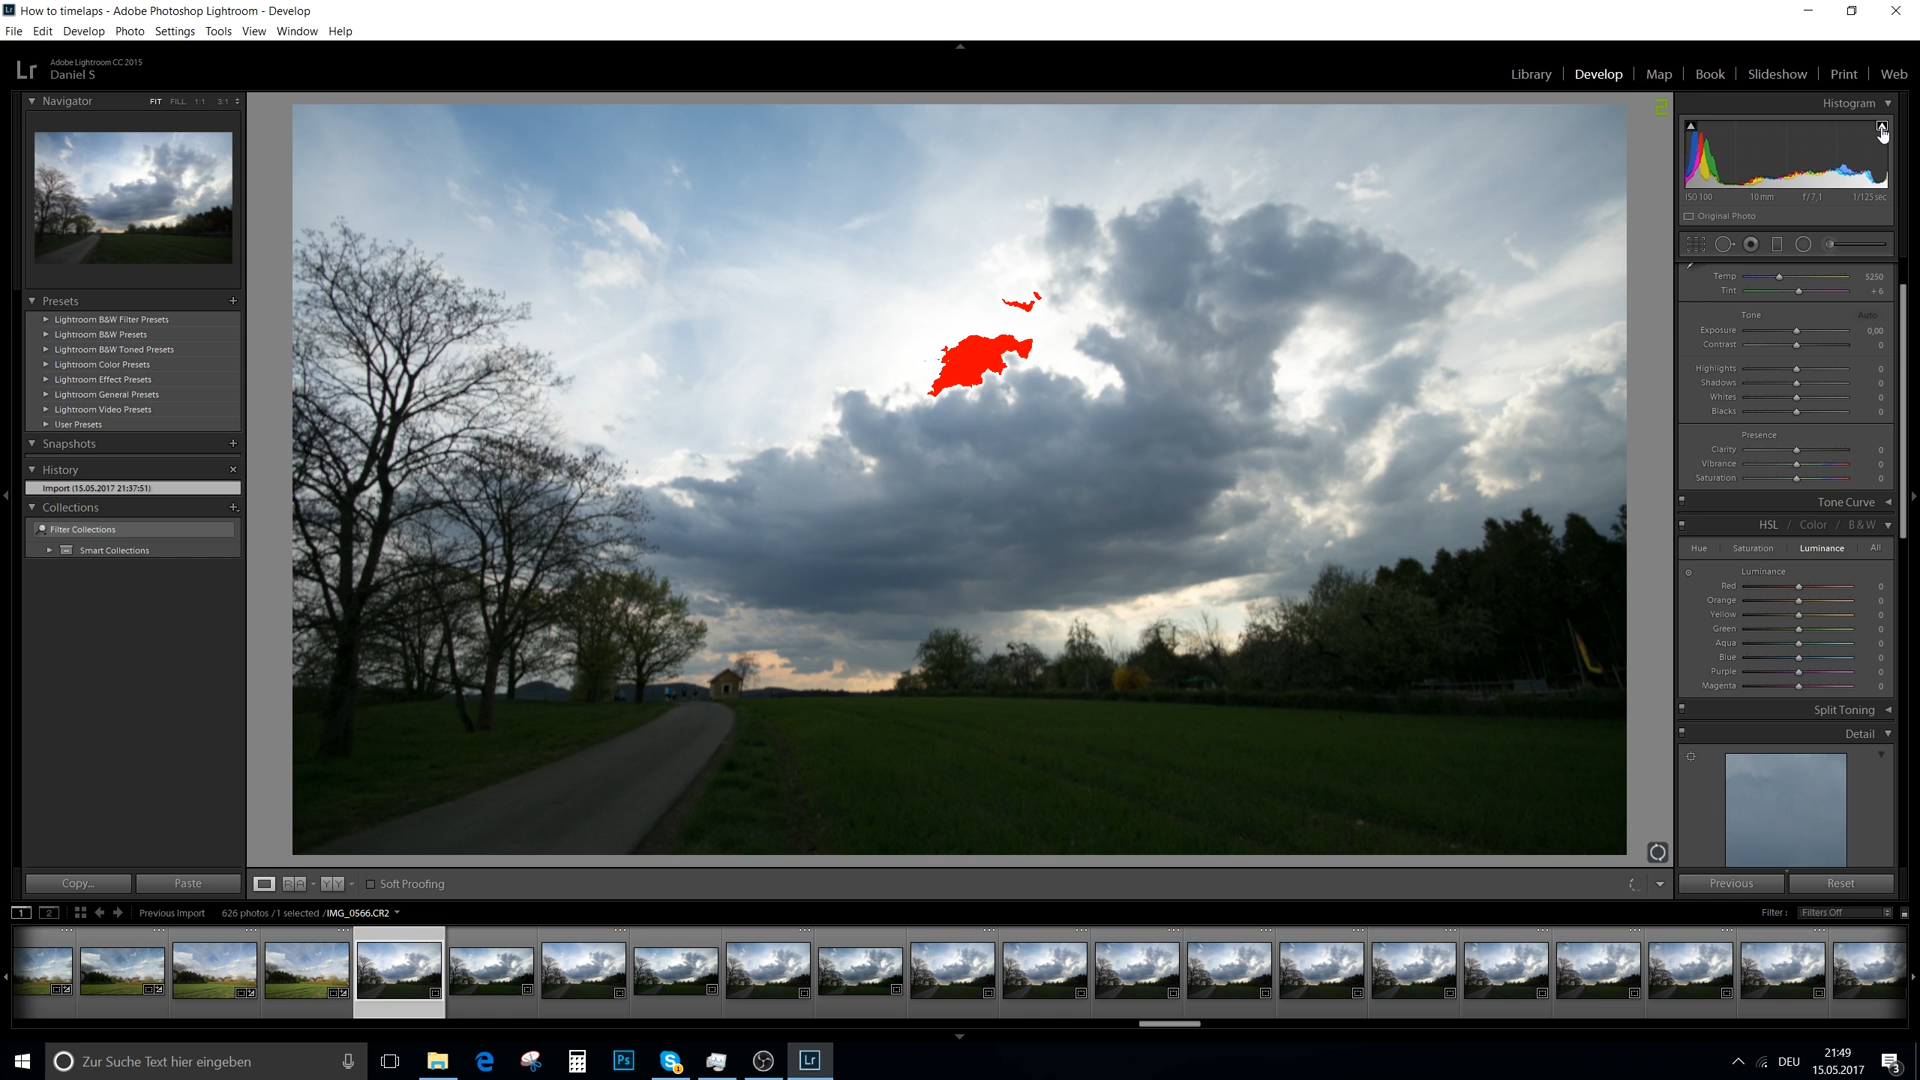 How to timelaps - Adobe Photoshop Lightroom - Develop
File Edit Develop Photo Settings Tools View Window Help
Lr
Adobe Lightroom CC 2015
Daniel S
Library | Develop | Map | Book | Slideshow | Print | Web
Navigator FIT FILL 1:1 3:1
Presets
Lightroom B&W Filter Presets
Lightroom B&W Presets
Lightroom B&W Toned Presets
Lightroom Color Presets
Lightroom Effect Presets
Lightroom General Presets
Lightroom Video Presets
User Presets
Snapshots
History
Import (15.05.2017 21:37:51)
Collections
Filter Collections
Smart Collections
Copy... Paste
2
Histogram
ISO 100 10 mm f / 7,1 1/125 sec
Original Photo
Temp 5250
Tint + 6
Tone Auto
Exposure 0,00
Contrast 0
Highlights 0
Shadows 0
Whites 0
Blacks 0
Presence
Clarity 0
Vibrance 0
Saturation 0
Tone Curve
HSL / Color / B & W
Hue Saturation Luminance All
Luminance
Red 0
Orange 0
Yellow 0
Green 0
Aqua 0
Blue 0
Purple 0
Magenta 0
Split Toning
Detail
Previous Reset
R A Y Y Soft Proofing
1 2 Previous Import 626 photos / 1 selected / IMG_0566.CR2
Filter : Filters Off
Zur Suche Text hier eingeben
Ps
S 1
Lr
DEU
21:49
15.05.2017
3